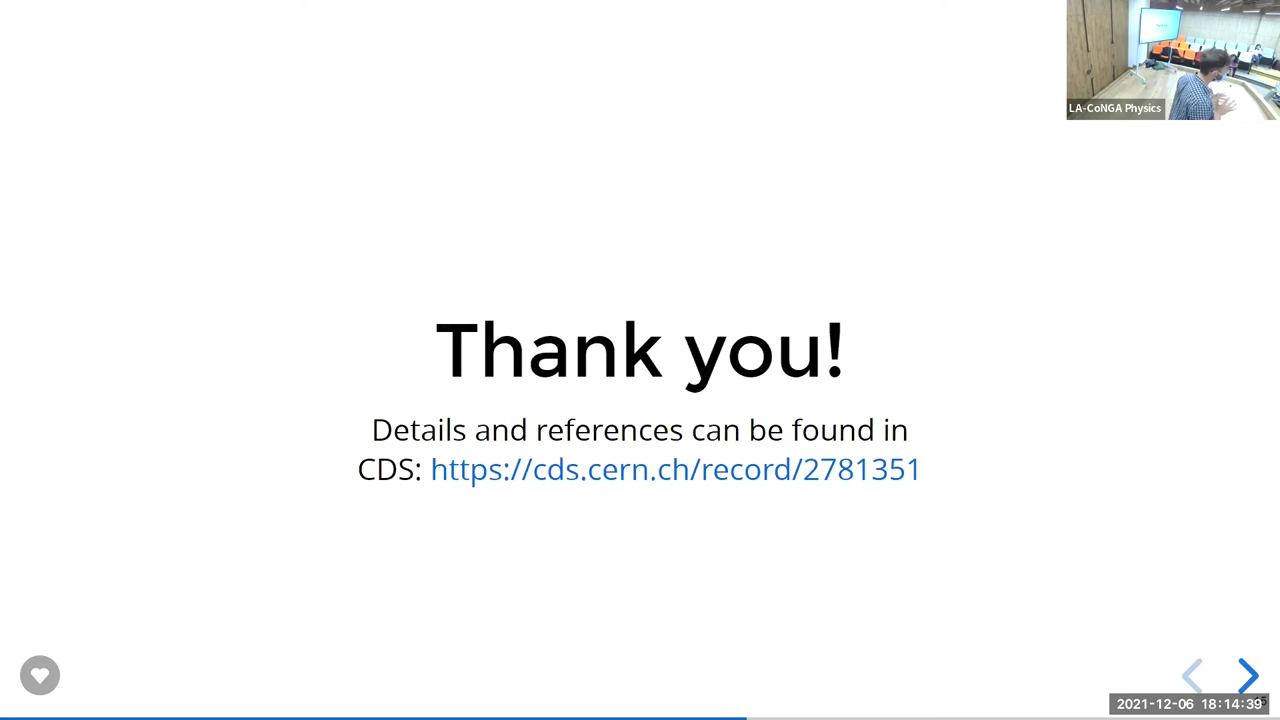 LA-CoNGA Physics
Thank you!
Details and references can be found in
CDS: https://cds.cern.ch/record/2781351
2021-12-06 18:14:39